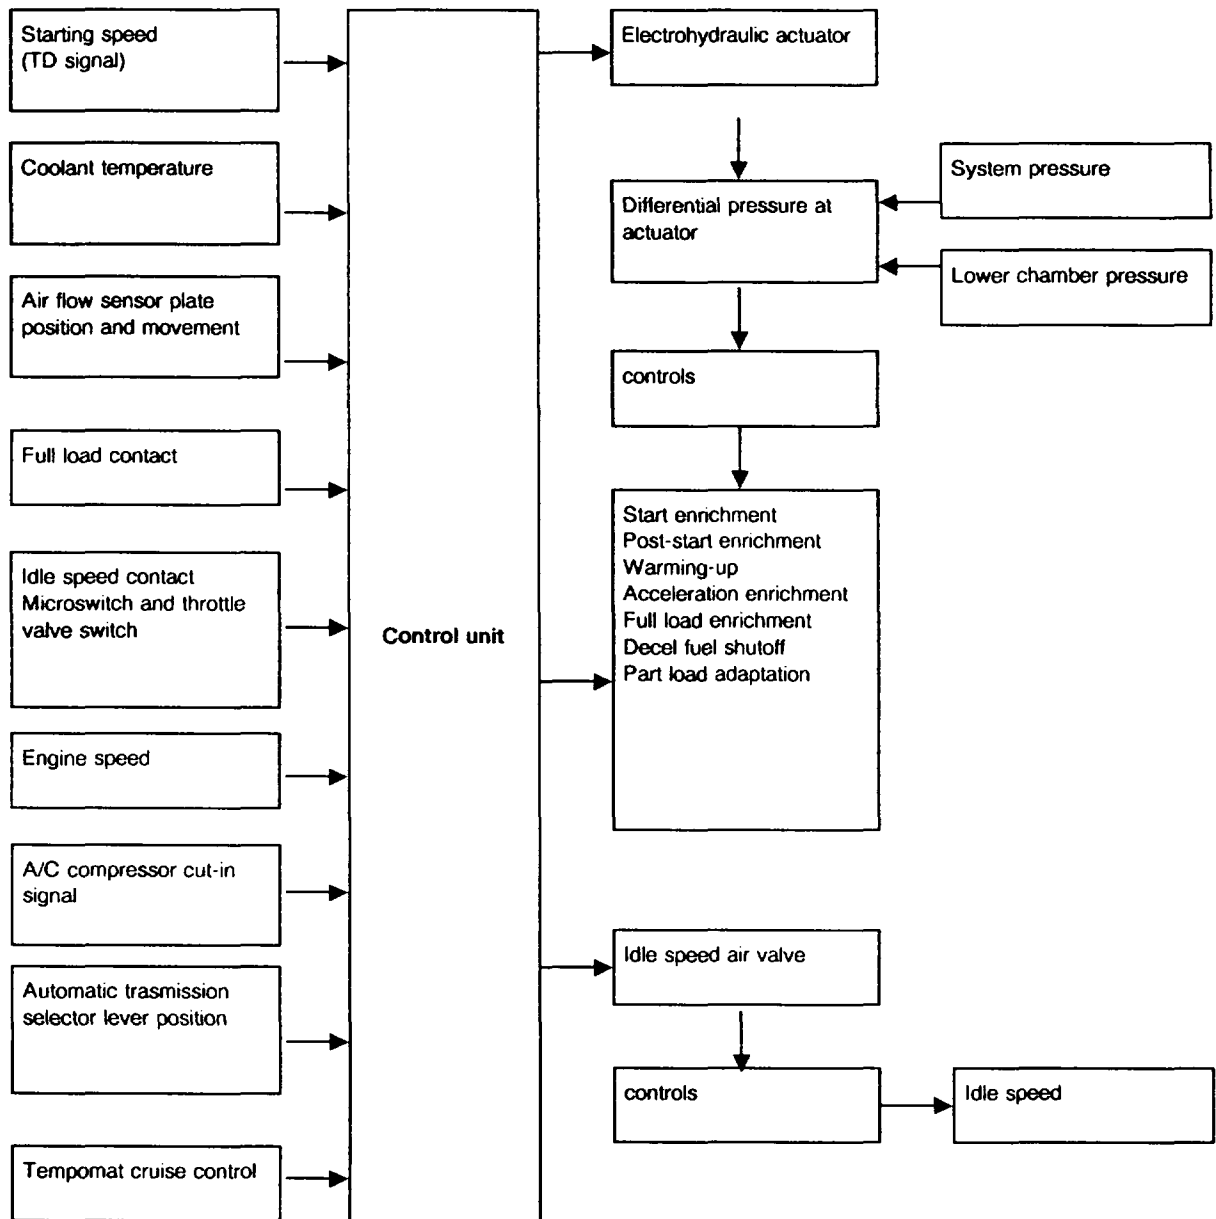 Starting speed
(TD signal)
Coolant temperature
Air flow sensor plate
position and movement
Full load contact
Idle speed contact
Microswitch and throttle
valve switch
Engine speed
A/C compressor cut-in
signal
Automatic trasmission
selector lever position
Tempomat cruise control
Control unit
Electrohydraulic actuator
Differential pressure at
actuator
System pressure
Lower chamber pressure
controls
Start enrichment
Post-start enrichment
Warming-up
Acceleration enrichment
Full load enrichment
Decel fuel shutoff
Part load adaptation
Idle speed air valve
controls
Idle speed